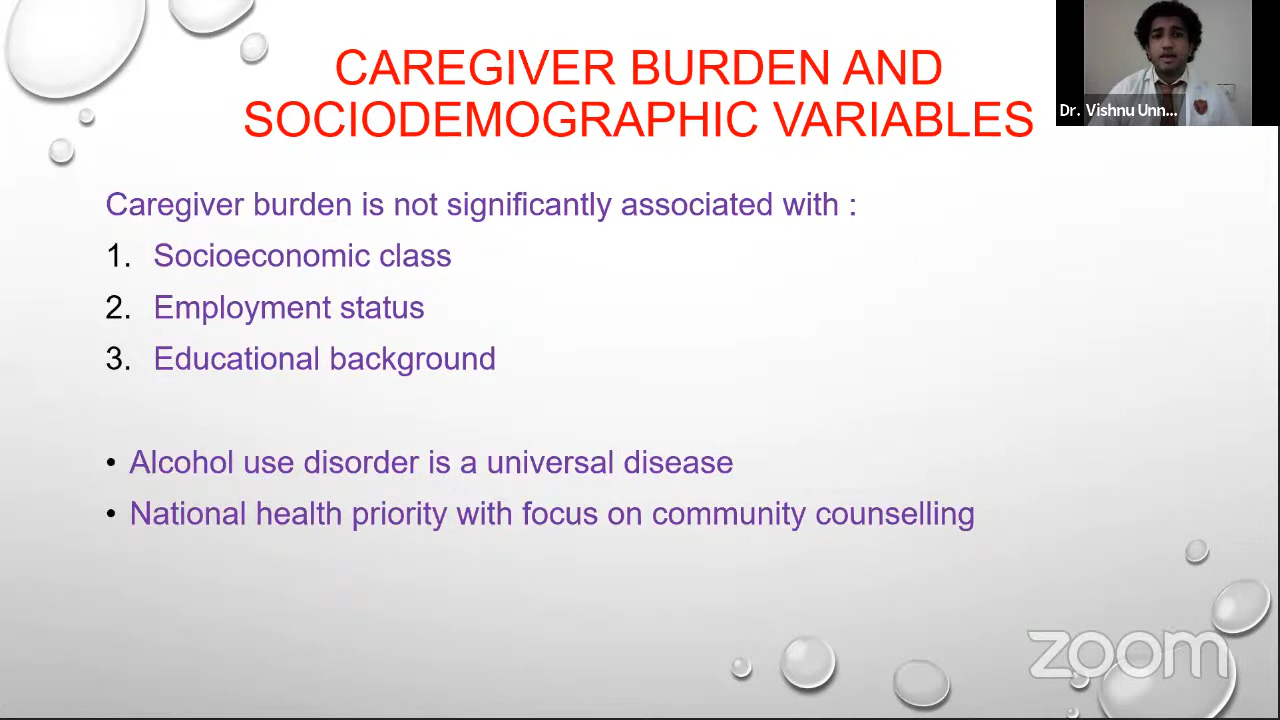 CAREGIVER BURDEN AND
SOCIODEMOGRAPHIC VARIABLES
Dr. Vishnu Unn...
Caregiver burden is not significantly associated with :
1. Socioeconomic class
2. Employment status
3. Educational background
• Alcohol use disorder is a universal disease
• National health priority with focus on community counselling
zoom